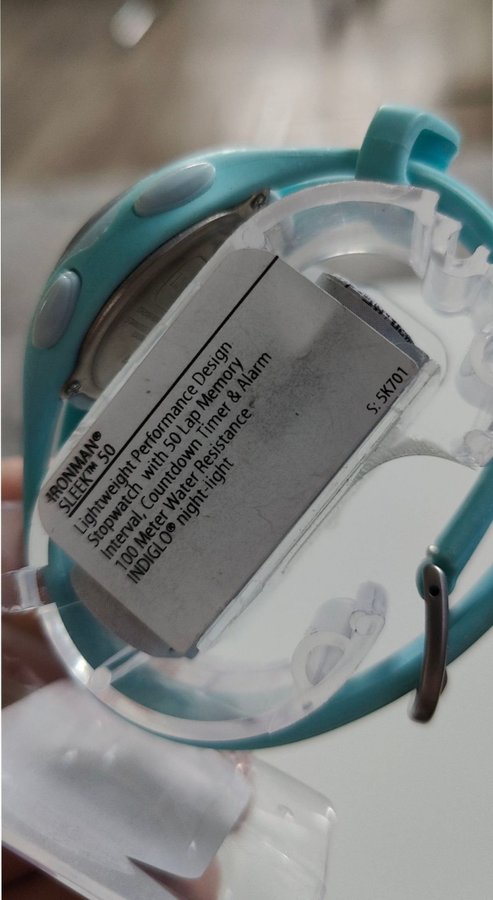 IRONMAN®
SLEEK™ 50
Lightweight Performance Design
Stopwatch with 50 Lap Memory
Interval, Countdown Timer & Alarm
100 Meter Water Resistance
INDIGLO® night-light
S: 5K701